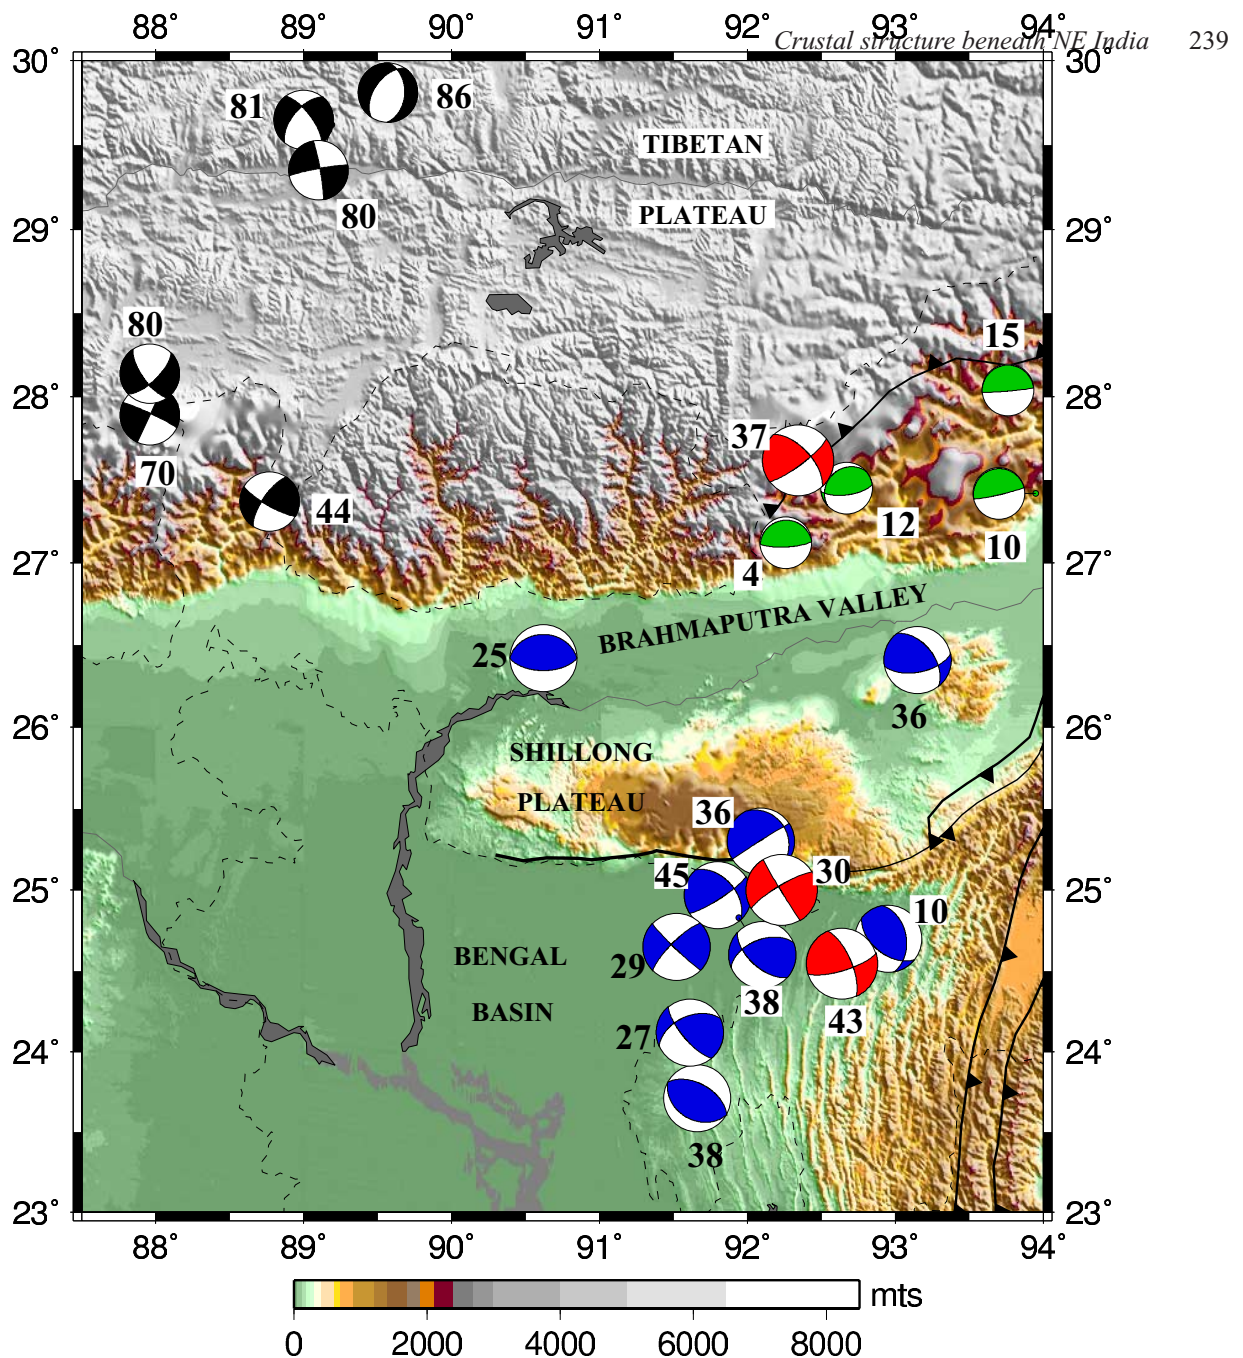 88° 89° 90° 91° 92° 93° 94°
Crustal structure beneath NE India 239
30° 30°
81
86
TIBETAN
80
PLATEAU
29° 29°
80
15
28° 28°
37
70
44
12
10
4
27° 27°
BRAHMAPUTRA VALLEY
25
36
26° 26°
SHILLONG
PLATEAU
36
45
30
25° 25°
10
BENGAL
29
38
BASIN
43
27
24° 24°
38
23° 23°
88° 89° 90° 91° 92° 93° 94°
mts
0 2000 4000 6000 8000